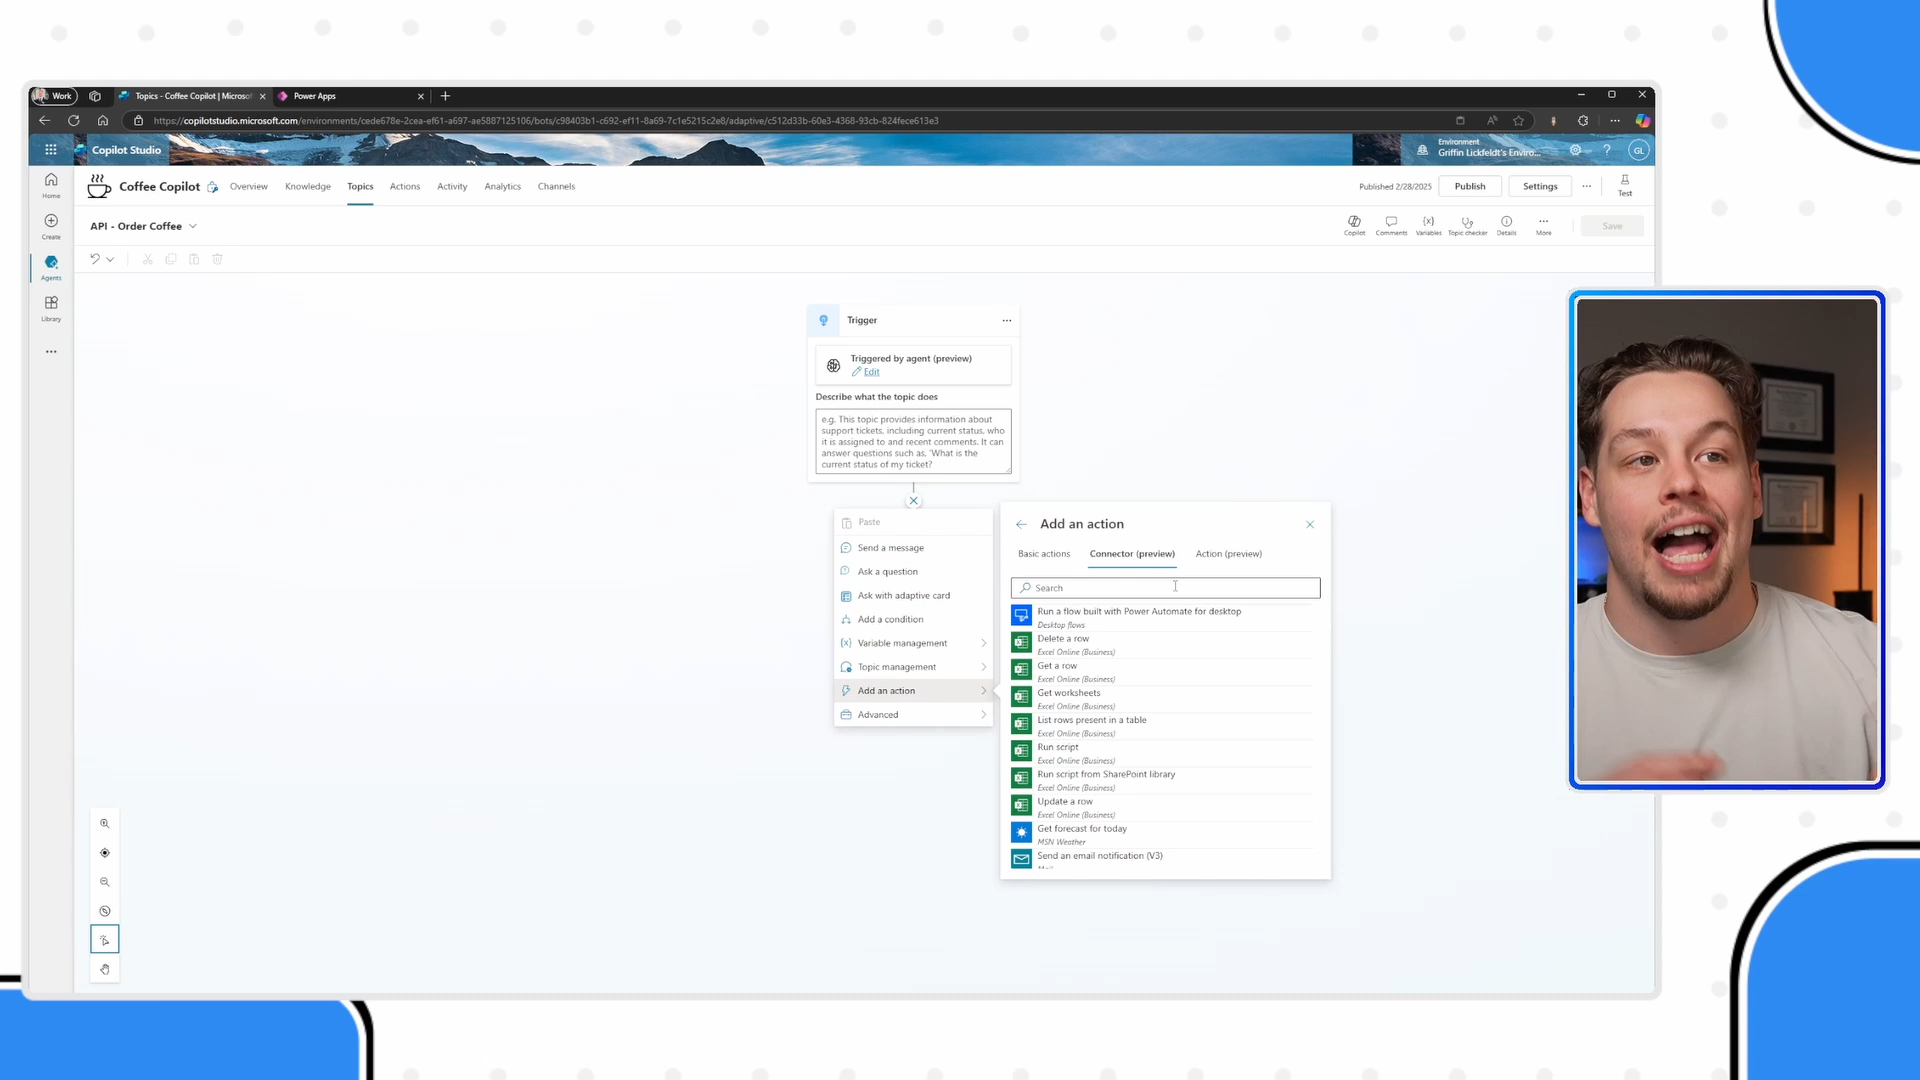 Work
Topics - Coffee Copilot | Microso
Power Apps
https://copilotstudio.microsoft.com/environments/cede678e-2cea-ef61-a697-ae5887125106/bots/c98403b1-c692-ef11-8a69-7c1e5215c2e8/adaptive/c512d33b-60e3-4368-93cb-824fece613e3
Copilot Studio
Environment
Griffin Lickfeldt's Enviro...
GL
Home
Create
Agents
Library
Coffee Copilot
Overview
Knowledge
Topics
Actions
Activity
Analytics
Channels
Published 2/28/2025
Publish
Settings
Test
API - Order Coffee
Copilot
Comments
Variables
Topic checker
Details
More
Save
Trigger
Triggered by agent (preview)
Edit
Describe what the topic does
e.g. This topic provides information about
support tickets, including current status, who
it is assigned to and recent comments. It can
answer questions such as, 'What is the
current status of my ticket?
Paste
Send a message
Ask a question
Ask with adaptive card
Add a condition
Variable management
Topic management
Add an action
Advanced
Add an action
Basic actions
Connector (preview)
Action (preview)
Search
Run a flow built with Power Automate for desktop
Desktop flows
Delete a row
Excel Online (Business)
Get a row
Excel Online (Business)
Get worksheets
Excel Online (Business)
List rows present in a table
Excel Online (Business)
Run script
Excel Online (Business)
Run script from SharePoint library
Excel Online (Business)
Update a row
Excel Online (Business)
Get forecast for today
MSN Weather
Send an email notification (V3)